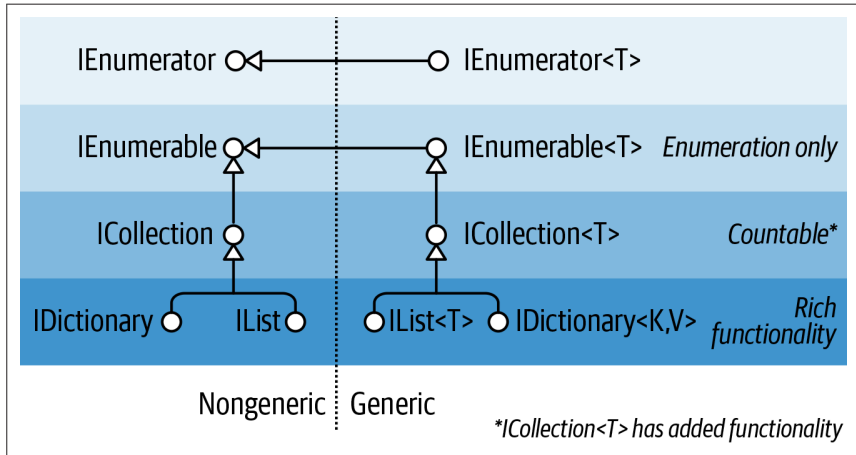 IEnumerator IEnumerator<T>
IEnumerable IEnumerable<T> Enumeration only
ICollection ICollection<T> Countable*
IDictionary IList IList<T> IDictionary<K,V> Rich
functionality
Nongeneric Generic
*ICollection<T> has added functionality